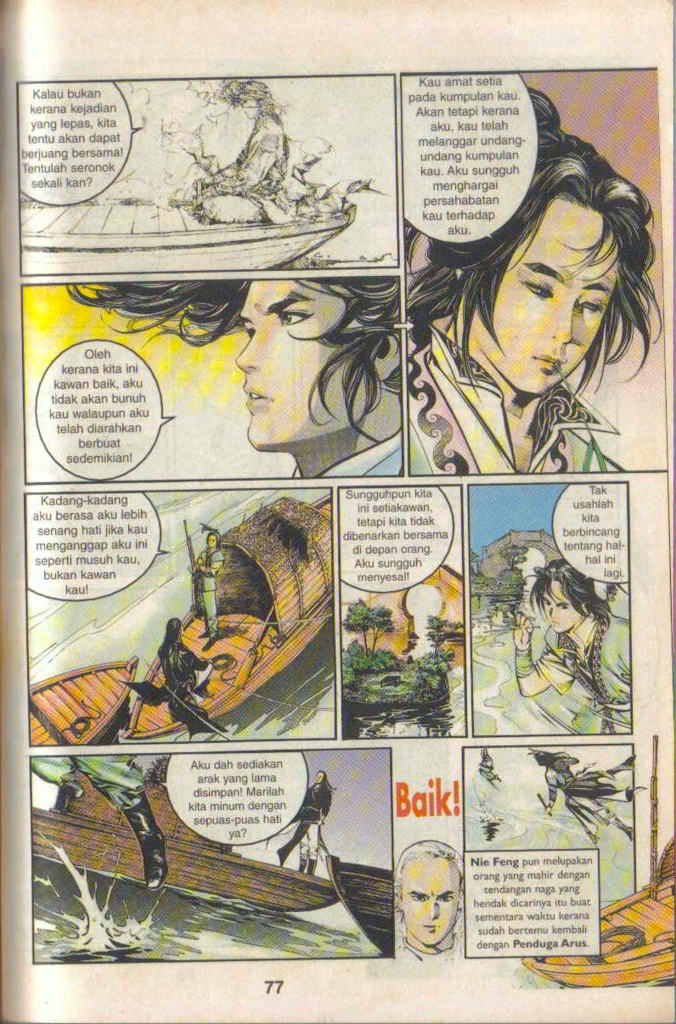 Kalau bukan
kerana kejadian
yang lepas, kita
tentu akan dapat
berjuang bersama!
Tentulah seronok
sekali kan?
Kau amat setia
pada kumpulan kau.
Akan tetapi kerana
aku, kau telah
melanggar undang-
undang kumpulan
kau. Aku sungguh
menghargai
persahabatan
kau terhadap
aku.
Oleh
kerana kita ini
kawan baik, aku
tidak akan bunuh
kau walaupun aku
telah diarahkan
berbuat
sedemikian!
Kadang-kadang
aku berasa aku lebih
senang hati jika kau
menganggap aku ini
seperti musuh kau,
bukan kawan
kau!
Sungguhpun kita
ini setiakawan,
tetapi kita tidak
dibenarkan bersama
di depan orang.
Aku sungguh
menyesal!
Tak
usahlah
kita
berbincang
tentang hal-
hal ini
lagi.
Aku dah sediakan
arak yang lama
disimpan! Marilah
kita minum dengan
sepuas-puas hati
ya?
Baik!
Nie Feng pun melupakan
orang yang mahir dengan
tendangan naga yang
hendak dicarinya itu buat
sementara waktu kerana
sudah bertemu kembali
dengan Penduga Arus.
77